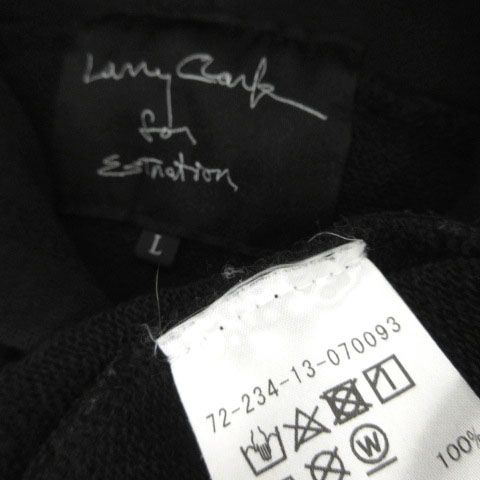 Larry Clark
for
ESTnation
L
72-234-13-070093
W
100%